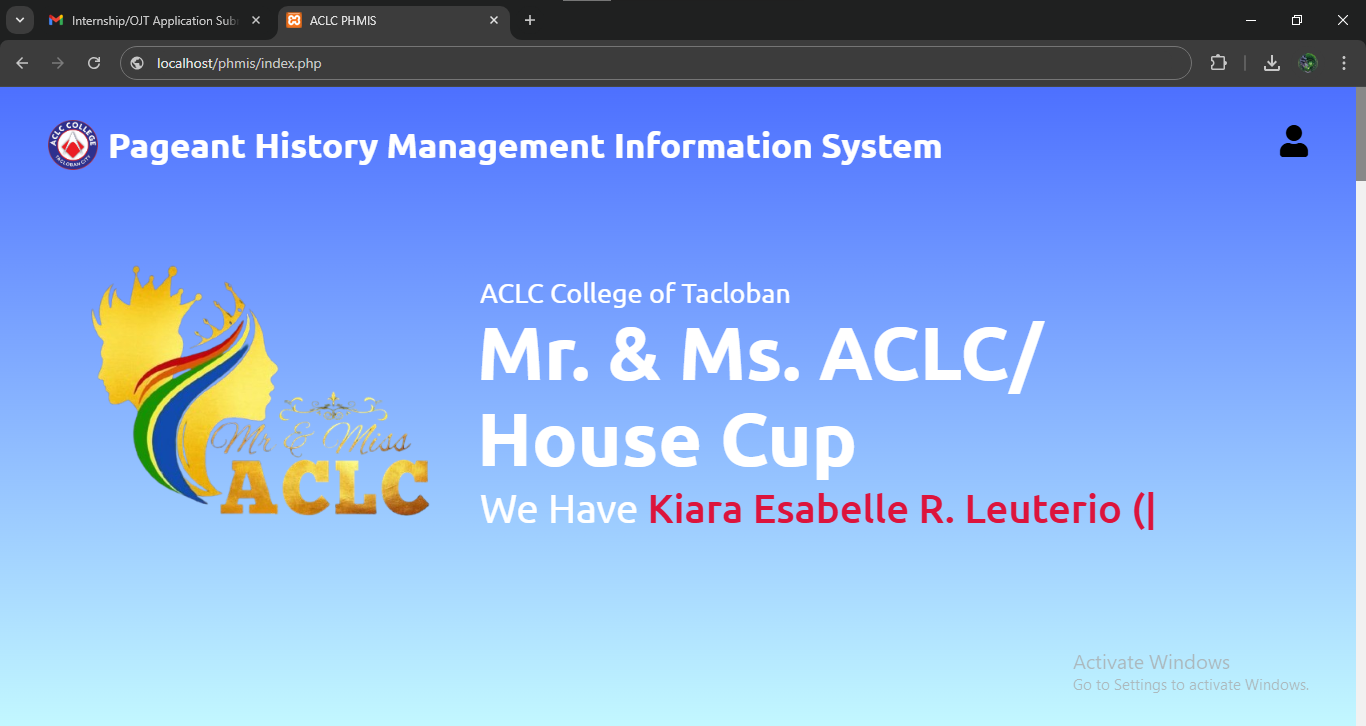 Internship/OJT Application Subm
ACLC PHMIS
localhost/phmis/index.php
ACLC COLLEGE
TACLOBAN CITY
Pageant History Management Information System
ACLC College of Tacloban
Mr. & Ms. ACLC/
House Cup
We Have Kiara Esabelle R. Leuterio (|
Mr & Miss
ACLC
Activate Windows
Go to Settings to activate Windows.